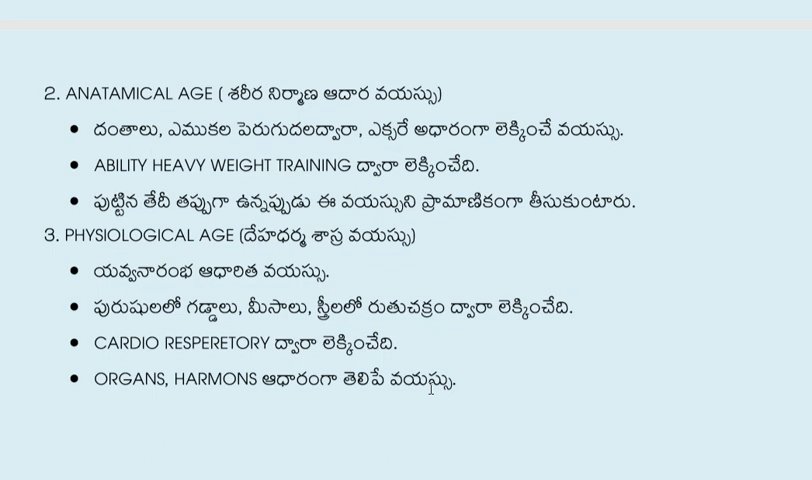 2. ANATAMICAL AGE ( శరీర నిర్మాణ ఆదార వయస్సు)
• దంతాలు, ఎముకల పెరుగుదలద్వారా, ఎక్సరే అధారంగా లెక్కించే వయస్సు.
• ABILITY HEAVY WEIGHT TRAINING ద్వారా లెక్కించేది.
• పుట్టిన తేదీ తప్పుగా ఉన్నప్పుడు ఈ వయస్సుని ప్రామాణికంగా తీసుకుంటారు.
3. PHYSIOLOGICAL AGE (దేహధర్మ శాస్త్ర వయస్సు)
• యవ్వనారంభ ఆధారిత వయస్సు.
• పురుషులలో గడ్డాలు, మీసాలు, స్త్రీలలో రుతుచక్రం ద్వారా లెక్కించేది.
• CARDIO RESPERETORY ద్వారా లెక్కించేది.
• ORGANS, HARMONS ఆధారంగా తెలిపే వయస్సు.